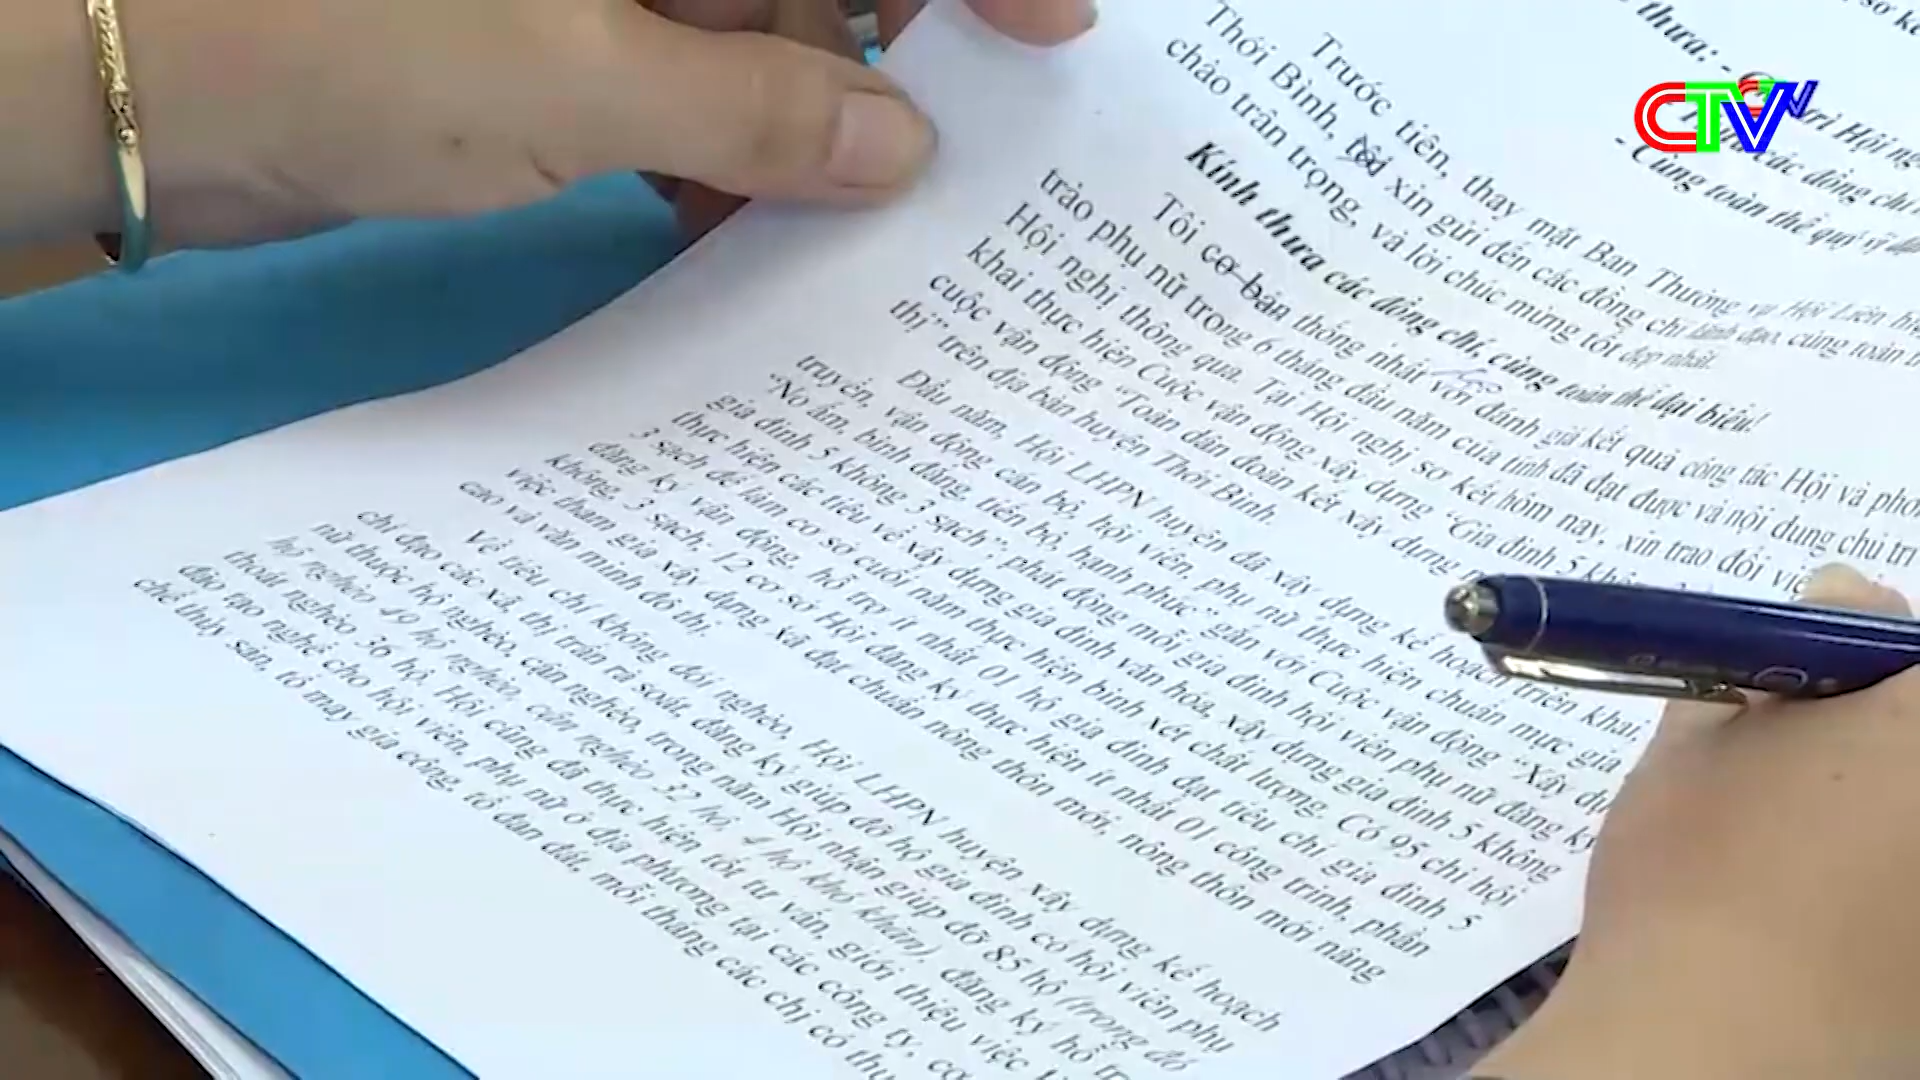 CTV
thưa: -
trì Hội
các đồng chí
- Cùng toàn thể quý vị
Trước tiên, thay mặt Ban Thường vụ Hội Liên
Thới Bình, tôi xin gửi đến các đồng chí lãnh đạo, cùng toàn
chào trân trọng, và lời chúc mừng tốt đẹp nhất.
Kính thưa các đồng chí, cùng toàn thể đại biểu!
Tôi cơ bản thống nhất với đánh giá kết quả công tác Hội và
trào phụ nữ trong 6 tháng đầu năm của tỉnh đã đạt được và nội dung chủ trì
Hội nghị thông qua. Tại Hội nghị sơ kết hôm nay, xin trao đổi
khai thực hiện Cuộc vận động xây dựng "Gia đình 5
cuộc vận động "Toàn dân đoàn kết xây dựng
thị" trên địa bàn huyện Thới Bình.
Đầu năm, Hội LHPN huyện đã xây dựng kế hoạch triển khai,
truyền, vận động cán bộ, hội viên, phụ nữ thực hiện chuẩn mực gia
"No ấm, bình đẳng, tiến bộ, hạnh phúc" gắn với Cuộc vận động "Xây
gia đình 5 không 3 sạch"; phát động mỗi gia đình hội viên phụ nữ đăng ký
thực hiện các tiêu về xây dựng gia đình văn hóa, xây dựng gia đình 5 không
3 sạch để làm cơ sở cuối năm thực hiện bình xét chất lượng. Có 95 chi hội
đăng ký vận động, hỗ trợ ít nhất 01 hộ gia đình đạt tiêu chí gia đình 5
không, 3 sạch; 12 cơ sở Hội đăng ký thực hiện ít nhất 01 công trình, phần
việc tham gia xây dựng xã đạt chuẩn nông thôn mới, nông thôn mới nâng
cao và văn minh đô thị.
Về tiêu chí không đói nghèo, Hội LHPN huyện xây dựng kế hoạch
chỉ đạo các xã, thị trấn rà soát, đăng ký giúp đỡ hộ gia đình có hội viên phụ
nữ thuộc hộ nghèo, cận nghèo, trong năm Hội nhận giúp đỡ 85 hộ (trong đó
hộ nghèo 49 hộ nghèo, cận nghèo 32 hộ, 4 hộ khó khăn), đăng ký hỗ
thoát nghèo 36 hộ. Hội cũng đã thực hiện tốt tư vấn, giới thiệu việc
đào tạo nghề cho hội viên, phụ nữ ở địa phương tại các công ty,
chế thủy sản, tổ may gia công, tổ đan đát, mỗi tháng các chị có